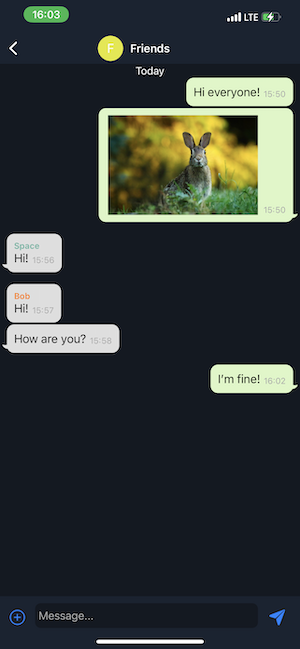 16:03
LTE
F Friends
Today
Hi everyone! 15:50
15:50
Space
Hi! 15:56
Bob
Hi! 15:57
How are you? 15:58
I'm fine! 16:02
Message...